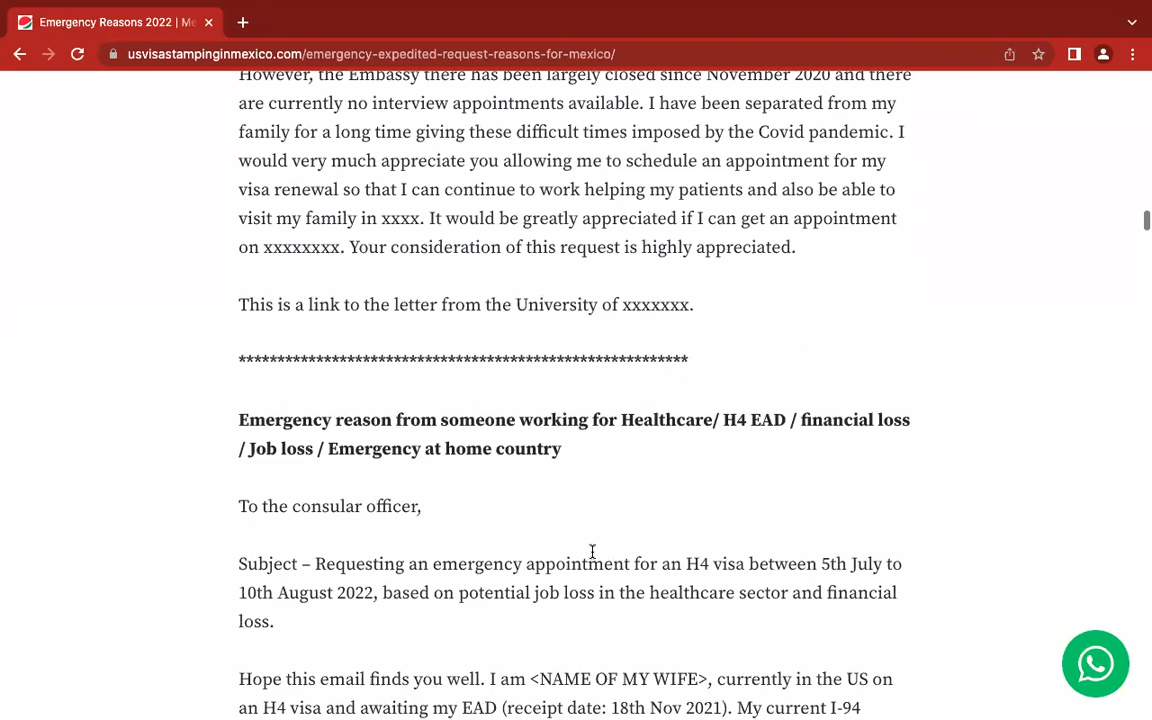 Emergency Reasons 2022 | Me
usvisastampinginmexico.com/emergency-expedited-request-reasons-for-mexico/
However, the Embassy there has been largely closed since November 2020 and there
are currently no interview appointments available. I have been separated from my
family for a long time giving these difficult times imposed by the Covid pandemic. I
would very much appreciate you allowing me to schedule an appointment for my
visa renewal so that I can continue to work helping my patients and also be able to
visit my family in xxxx. It would be greatly appreciated if I can get an appointment
on xxxxxxxx. Your consideration of this request is highly appreciated.
This is a link to the letter from the University of xxxxxxx.
**********************************************************
Emergency reason from someone working for Healthcare/ H4 EAD / financial loss
/ Job loss / Emergency at home country
To the consular officer,
Subject – Requesting an emergency appointment for an H4 visa between 5th July to
10th August 2022, based on potential job loss in the healthcare sector and financial
loss.
Hope this email finds you well. I am <NAME OF MY WIFE>, currently in the US on
an H4 visa and awaiting my EAD (receipt date: 18th Nov 2021). My current I-94